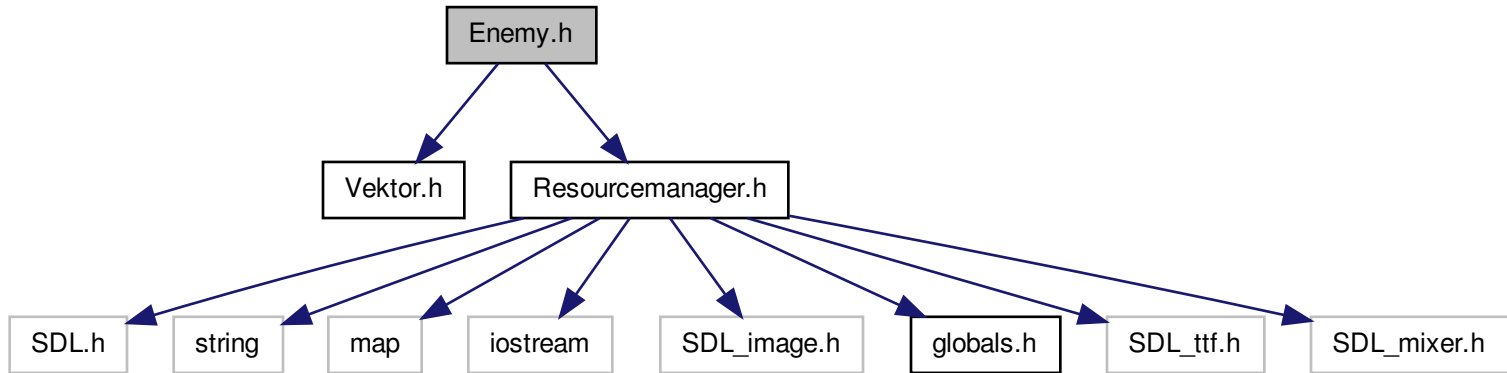 Enemy.h
Vektor.h
Resourcemanager.h
SDL.h
string
map
iostream
SDL_image.h
globals.h
SDL_ttf.h
SDL_mixer.h